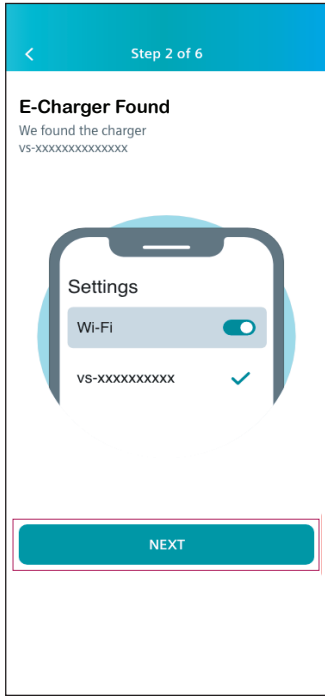 Step 2 of 6
E-Charger Found
We found the charger
vs-xxxxxxxxxxxxxx
Settings
Wi-Fi
vs-xxxxxxxxxx
NEXT